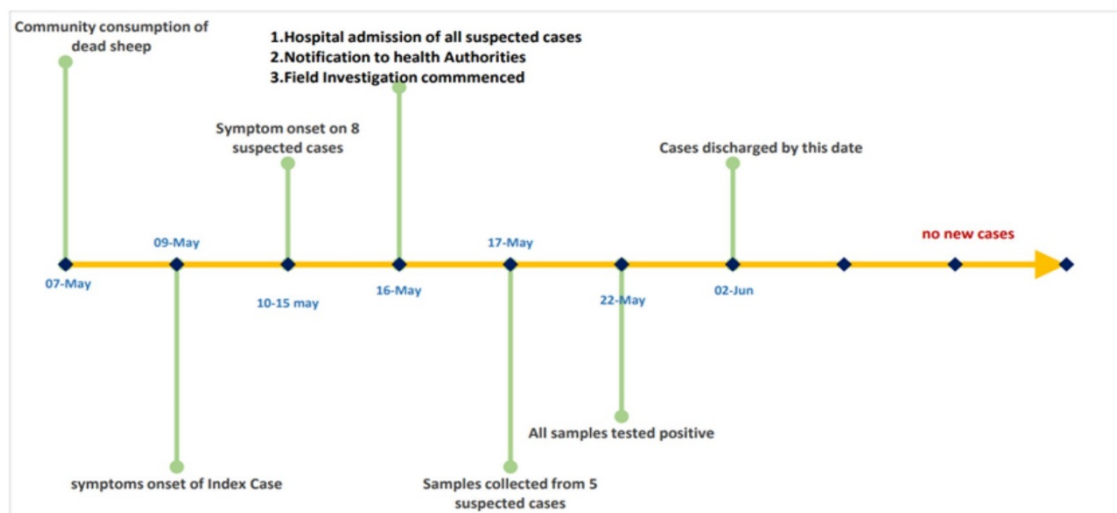 Community consumption of
dead sheep
1.Hospital admission of all suspected cases
2.Notification to health Authorities
3.Field Investigation commmenced
Symptom onset on 8
suspected cases
Cases discharged by this date
09-May
17-May
no new cases
07-May
10-15 may
16-May
22-May
02-Jun
All samples tested positive
symptoms onset of Index Case
Samples collected from 5
suspected cases